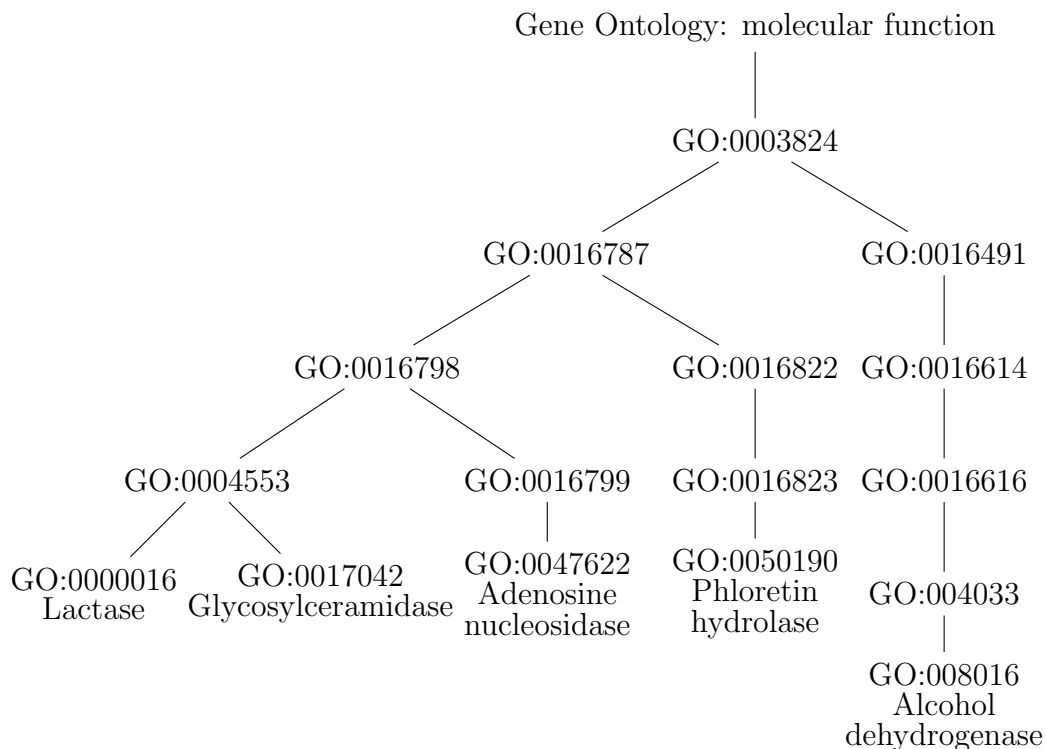 Gene Ontology: molecular function
GO:0003824
GO:0016787
GO:0016491
GO:0016798
GO:0016822
GO:0016614
GO:0004553
GO:0016799
GO:0016823
GO:0016616
GO:0000016
Lactase
GO:0017042
Glycosylceramidase
GO:0047622
Adenosine
nucleosidase
GO:0050190
Phloretin
hydrolase
GO:004033
GO:008016
Alcohol
dehydrogenase